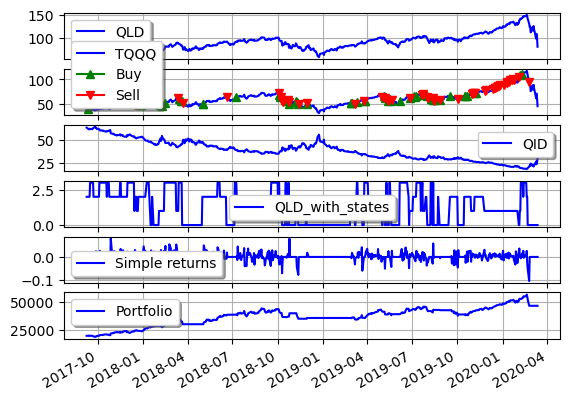 150
100
QLD
TQQQ
Buy
Sell
100
50
50
25
QID
2.5
0.0
QLD_with_states
0.0
−0.1
Simple returns
50000
25000
Portfolio
2017-10
2018-01
2018-04
2018-07
2018-10
2019-01
2019-04
2019-07
2019-10
2020-01
2020-04